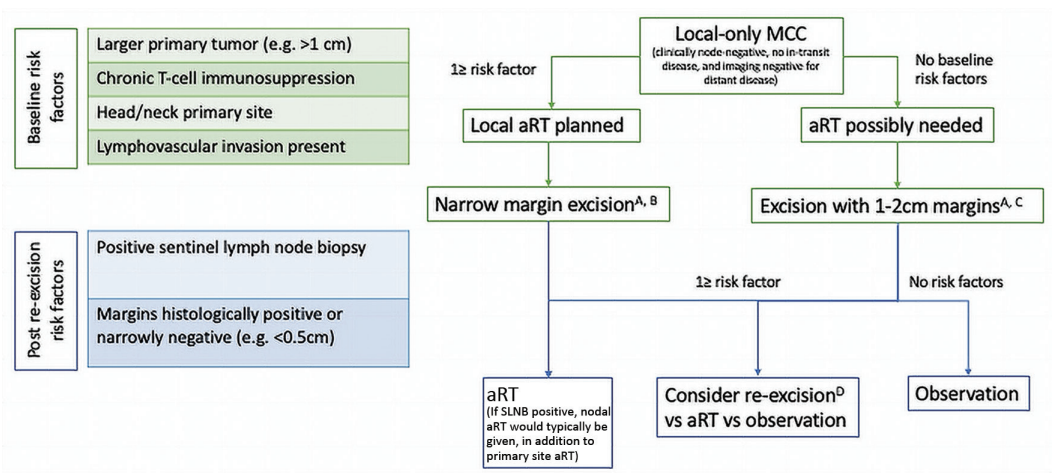 Baseline risk
factors
Larger primary tumor (e.g. >1 cm)
Chronic T-cell immunosuppression
Head/neck primary site
Lymphovascular invasion present
Post re-excision
risk factors
Positive sentinel lymph node biopsy
Margins histologically positive or
narrowly negative (e.g. <0.5cm)
Local-only MCC
(clinically node-negative, no in-transit
disease, and imaging negative for
distant disease)
1≥ risk factor
No baseline
risk factors
Local aRT planned
aRT possibly needed
Narrow margin excisionA, B
Excision with 1-2cm marginsA, C
1≥ risk factor
No risk factors
aRT
(If SLNB positive, nodal
aRT would typically be
given, in addition to
primary site aRT)
Consider re-excisionD
vs aRT vs observation
Observation